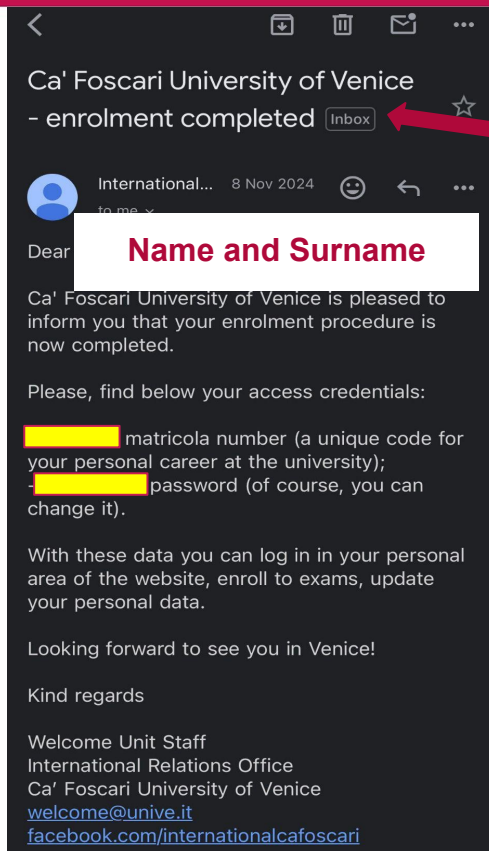 Ca' Foscari University of Venice
- enrolment completed Inbox
International... 8 Nov 2024
to me
Dear
Name and Surname
Ca' Foscari University of Venice is pleased to
inform you that your enrolment procedure is
now completed.
Please, find below your access credentials:
matricola number (a unique code for
your personal career at the university);
- password (of course, you can
change it).
With these data you can log in in your personal
area of the website, enroll to exams, update
your personal data.
Looking forward to see you in Venice!
Kind regards
Welcome Unit Staff
International Relations Office
Ca’ Foscari University of Venice
welcome@unive.it
facebook.com/internationalcafoscari